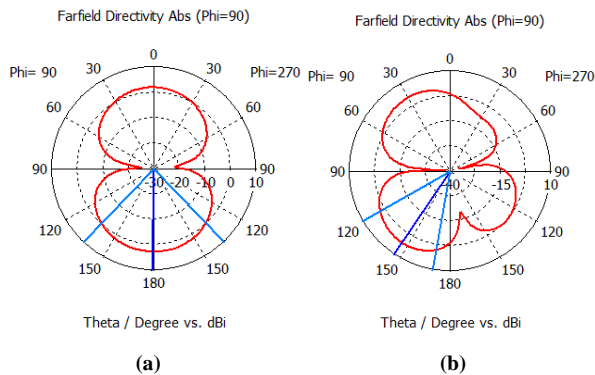 Farfield Directivity Abs (Phi=90)
Phi= 90 30 0 30 Phi=270
60 60
90 -30 -20 -10 0 10 90
120 120
150 150
180
Theta / Degree vs. dBi
(a)
Farfield Directivity Abs (Phi=90)
Phi= 90 30 0 30 Phi=270
60 60
90 -40 -15 10 90
120 120
150 150
180
Theta / Degree vs. dBi
(b)